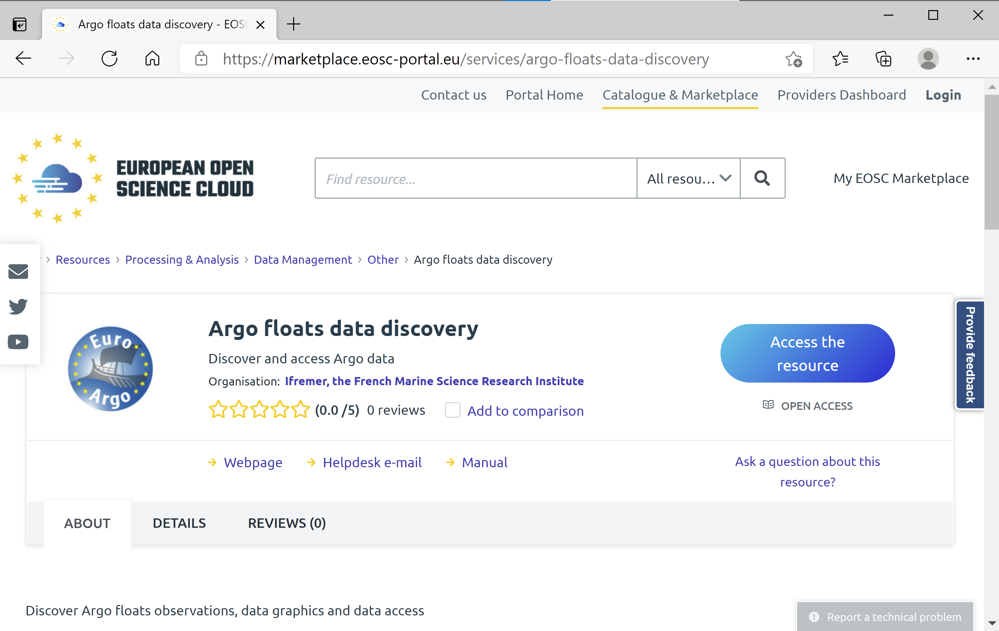 Argo floats data discovery - EOS
https://marketplace.eosc-portal.eu/services/argo-floats-data-discovery
Contact us Portal Home Catalogue & Marketplace Providers Dashboard Login
EUROPEAN OPEN
SCIENCE CLOUD
Find resource...
All resou...
My EOSC Marketplace
› Resources › Processing & Analysis › Data Management › Other › Argo floats data discovery
Euro
Argo
Argo floats data discovery
Discover and access Argo data
Organisation: Ifremer, the French Marine Science Research Institute
(0.0 /5) 0 reviews Add to comparison
Access the
resource
OPEN ACCESS
Provide feedback
Webpage Helpdesk e-mail Manual
Ask a question about this
resource?
ABOUT DETAILS REVIEWS (0)
Discover Argo floats observations, data graphics and data access
Report a technical problem